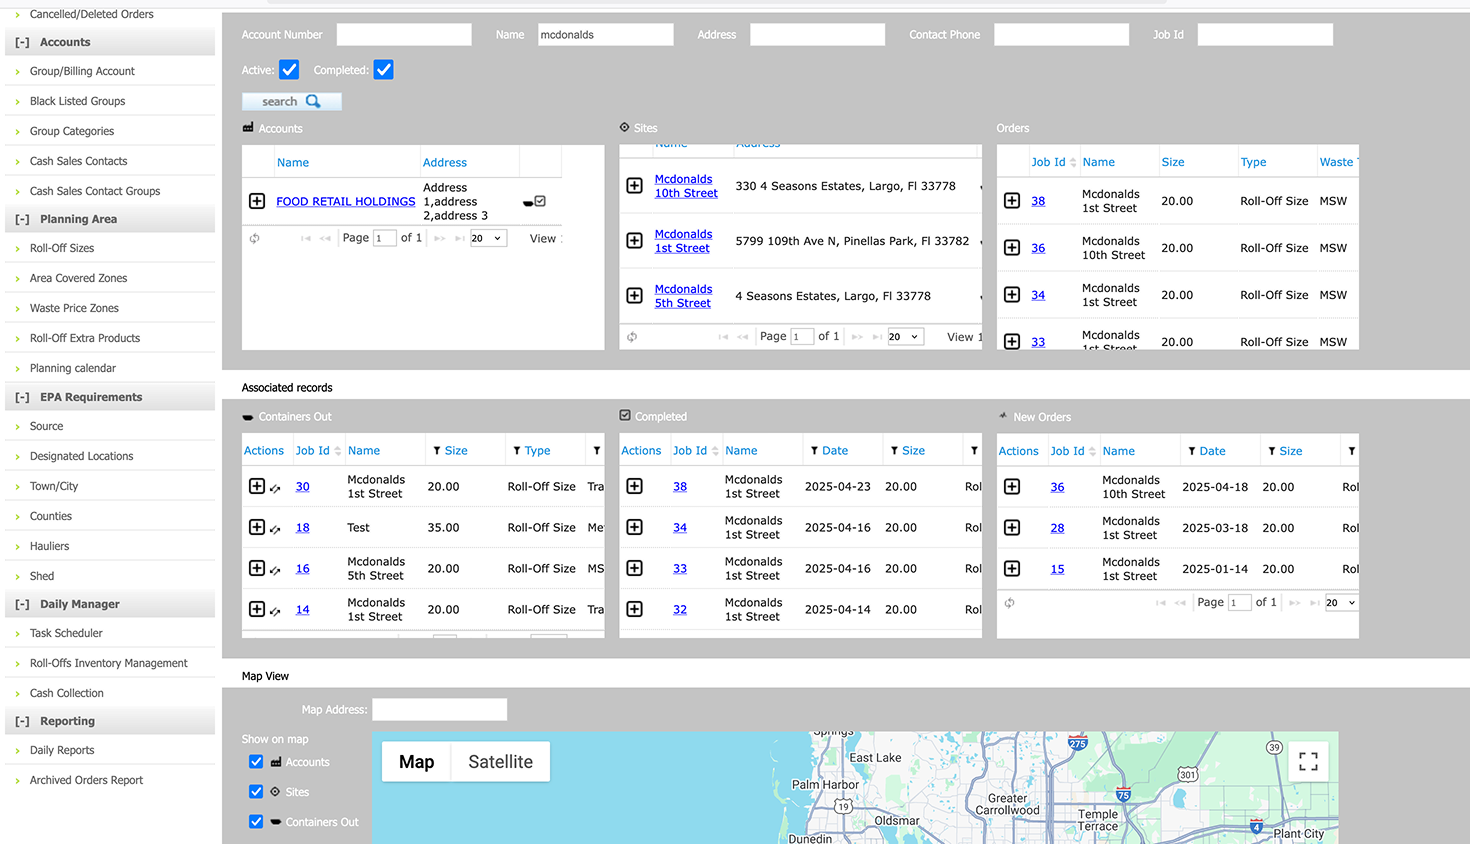 Cancelled/Deleted Orders
[-] Accounts
Group/Billing Account
Black Listed Groups
Group Categories
Cash Sales Contacts
Cash Sales Contact Groups
[-] Planning Area
Roll-Off Sizes
Area Covered Zones
Waste Price Zones
Roll-Off Extra Products
Planning calendar
[-] EPA Requirements
Source
Designated Locations
Town/City
Counties
Hauliers
Shed
[-] Daily Manager
Task Scheduler
Roll-Offs Inventory Management
Cash Collection
[-] Reporting
Daily Reports
Archived Orders Report
Account Number Name mcdonalds Address Contact Phone Job Id
Active: Completed:
search
Accounts
Name Address
FOOD RETAIL HOLDINGS
Address
1,address
2,address 3
Page 1 of 1 20 View
Sites
Name Address
Mcdonalds
10th Street
330 4 Seasons Estates, Largo, Fl 33778
Mcdonalds
1st Street
5799 109th Ave N, Pinellas Park, Fl 33782
Mcdonalds
5th Street
4 Seasons Estates, Largo, Fl 33778
Page 1 of 1 20 View 1
Orders
Job Id Name Size Type Waste
38 Mcdonalds 20.00 Roll-Off Size MSW
1st Street
36 Mcdonalds 20.00 Roll-Off Size MSW
10th Street
34 Mcdonalds 20.00 Roll-Off Size MSW
1st Street
33 Mcdonalds 20.00 Roll-Off Size MSW
1st Street
Associated records
Containers Out
Actions Job Id Name Size Type
30 Mcdonalds 20.00 Roll-Off Size Tra
1st Street
18 Test 35.00 Roll-Off Size Me
16 Mcdonalds 20.00 Roll-Off Size MS
5th Street
14 Mcdonalds 20.00 Roll-Off Size Tra
1st Street
Completed
Actions Job Id Name Date Size
38 Mcdonalds 2025-04-23 20.00 Rol
1st Street
34 Mcdonalds 2025-04-16 20.00 Rol
1st Street
33 Mcdonalds 2025-04-16 20.00 Rol
1st Street
32 Mcdonalds 2025-04-14 20.00 Rol
1st Street
New Orders
Actions Job Id Name Date Size
36 Mcdonalds 2025-04-18 20.00 Rol
10th Street
28 Mcdonalds 2025-03-18 20.00 Rol
1st Street
15 Mcdonalds 2025-01-14 20.00 Rol
1st Street
Page 1 of 1 20
Map View
Map Address:
Show on map
Accounts
Sites
Containers Out
Map Satellite
Springs
East Lake
Palm Harbor
19
Oldsmar
Dunedin
Greater
Carrollwood
275
301
39
75
Temple
Terrace
4
Plant City